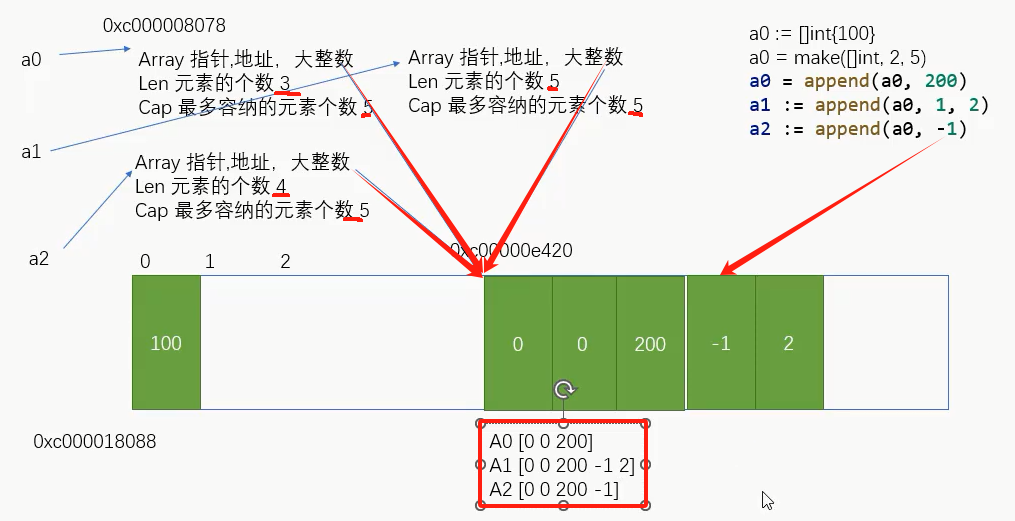 0xc000008078
a0
Array 指针,地址，大整数
Len 元素的个数 3
Cap 最多容纳的元素个数 5
Array 指针,地址，大整数
Len 元素的个数 5
Cap 最多容纳的元素个数 5
a0 := []int{100}
a0 = make([]int, 2, 5)
a0 = append(a0, 200)
a1 := append(a0, 1, 2)
a2 := append(a0, -1)
a1
Array 指针,地址，大整数
Len 元素的个数 4
Cap 最多容纳的元素个数 5
a2
0xc00000e420
0 1 2
100 0 0 200 -1 2
0xc000018088
A0 [0 0 200]
A1 [0 0 200 -1 2]
A2 [0 0 200 -1]